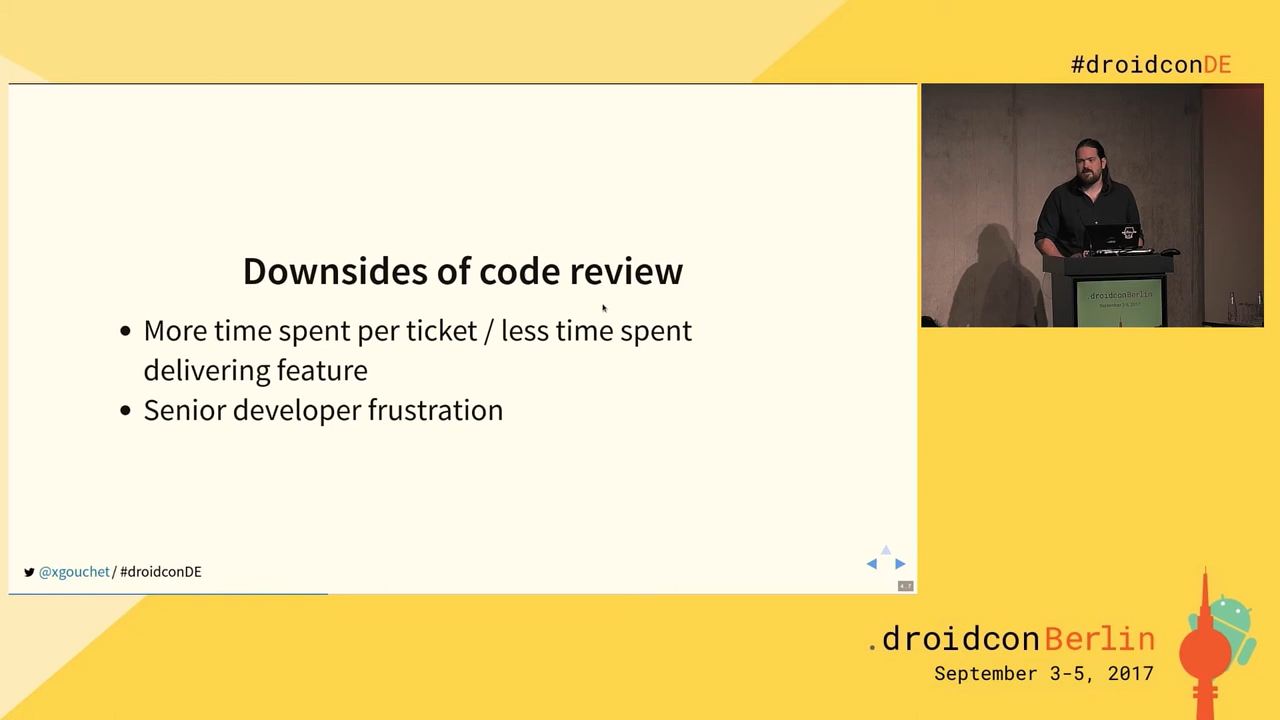 #droidconDE
Downsides of code review
More time spent per ticket / less time spent
delivering feature
Senior developer frustration
@xgouchet / #droidconDE
.droidconBerlin
.droidconBerlin
September 3-5, 2017